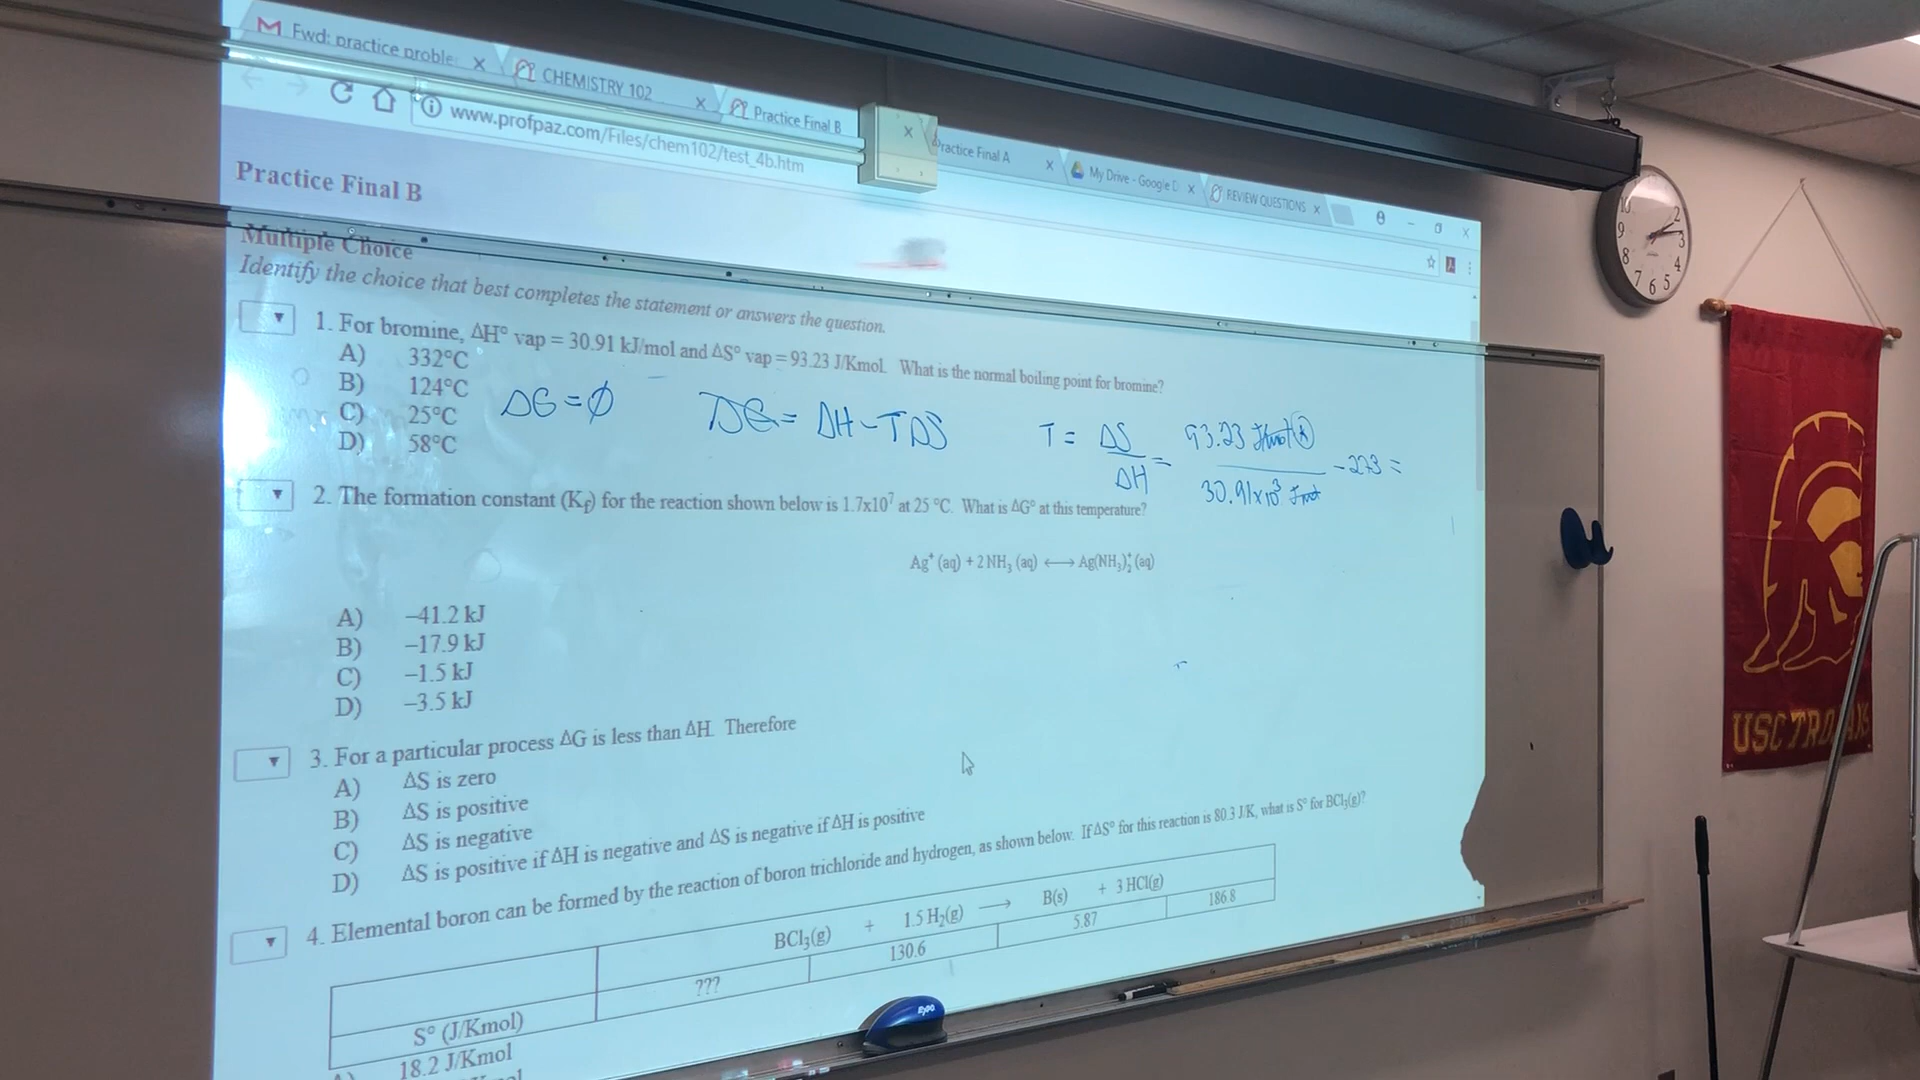 Fwd: practice proble × CHEMISTRY 102 × Practice Final B × Practice Final A × My Drive - Google D × REVIEW QUESTIONS ×
www.profpaz.com/Files/chem102/test_4b.htm
Practice Final B
Multiple Choice
Identify the choice that best completes the statement or answers the question.
1. For bromine, ΔH° vap = 30.91 kJ/mol and ΔS° vap = 93.23 J/Kmol. What is the normal boiling point for bromine?
A) 332°C
B) 124°C
C) 25°C
D) 58°C
ΔG = ∅
ΔG = ΔH - TΔS
T = ΔS / ΔH = 93.23 / 30.91x10³ - 273 =
2. The formation constant (Kf) for the reaction shown below is 1.7x10⁷ at 25 °C. What is ΔG° at this temperature?
Ag⁺ (aq) + 2 NH₃ (aq) ⟷ Ag(NH₃)₂⁺ (aq)
A) –41.2 kJ
B) –17.9 kJ
C) –1.5 kJ
D) –3.5 kJ
3. For a particular process ΔG is less than ΔH. Therefore
A) ΔS is zero
B) ΔS is positive
C) ΔS is negative
D) ΔS is positive if ΔH is negative and ΔS is negative if ΔH is positive
4. Elemental boron can be formed by the reaction of boron trichloride and hydrogen, as shown below. If ΔS° for this reaction is 80.3 J/K, what is S° for BCl₃(g)?
BCl₃(g) + 1.5 H₂(g) ⟶ B(s) + 3 HCl(g)
S° (J/Kmol) ??? 130.6 5.87 186.8
18.2 J/Kmol
10 2 3 4 5 6 7 8 9
USC TROJANS
Expo